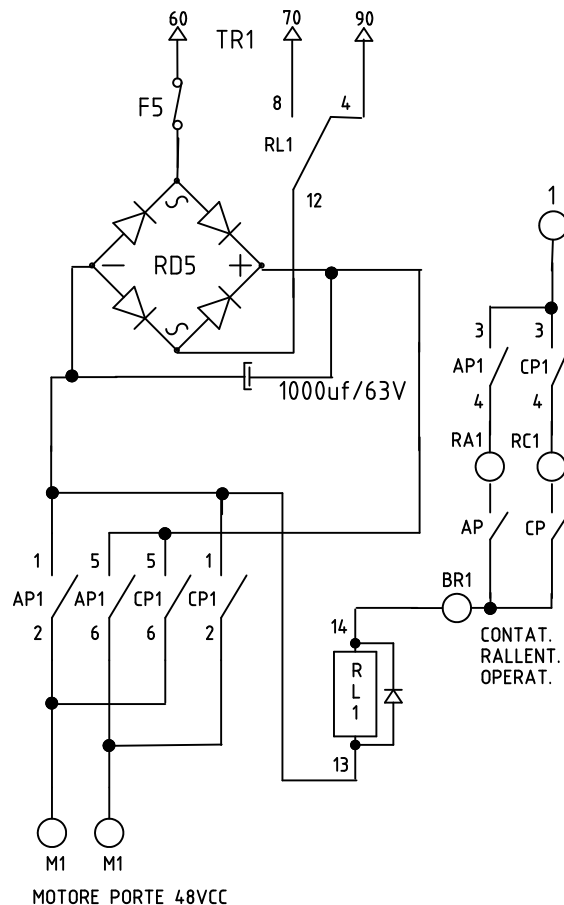 60
70
90
TR1
F5
8
4
RL1
12
1
S
RD5
S
1000uf/63V
3
3
AP1
CP1
4
4
RA1
RC1
AP
CP
1
5
5
1
AP1
AP1
CP1
CP1
2
6
6
2
BR1
14
CONTAT.
RALLENT.
OPERAT.
R
L
1
13
M1
M1
MOTORE PORTE 48VCC